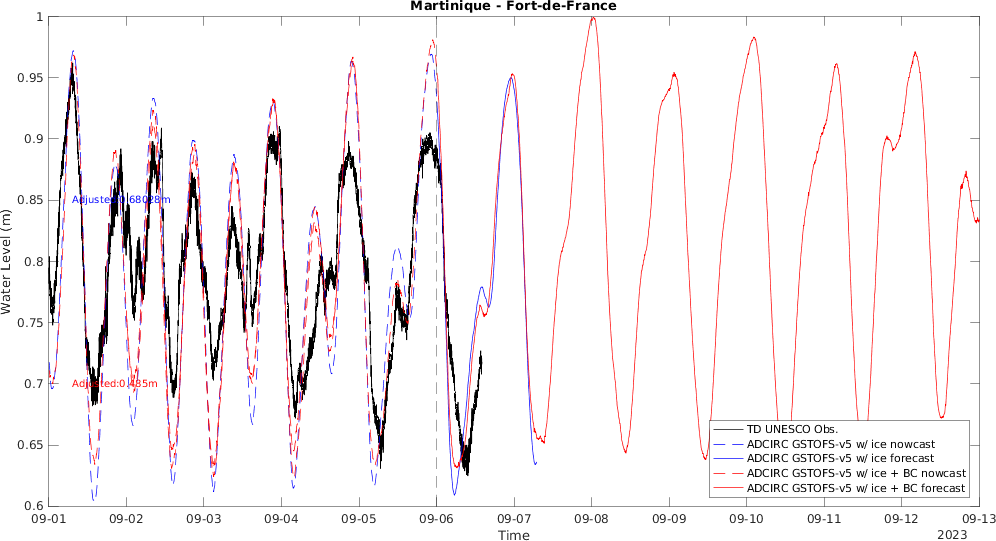 Martinique - Fort-de-France
1
0.95
0.9
0.85
0.8
0.75
0.7
0.65
0.6
Water Level (m)
Adjusted:0.68028m
Adjusted:0.485m
TD UNESCO Obs.
ADCIRC GSTOFS-v5 w/ ice nowcast
ADCIRC GSTOFS-v5 w/ ice forecast
ADCIRC GSTOFS-v5 w/ ice + BC nowcast
ADCIRC GSTOFS-v5 w/ ice + BC forecast
09-01 09-02 09-03 09-04 09-05 09-06 09-07 09-08 09-09 09-10 09-11 09-12 09-13
Time
2023